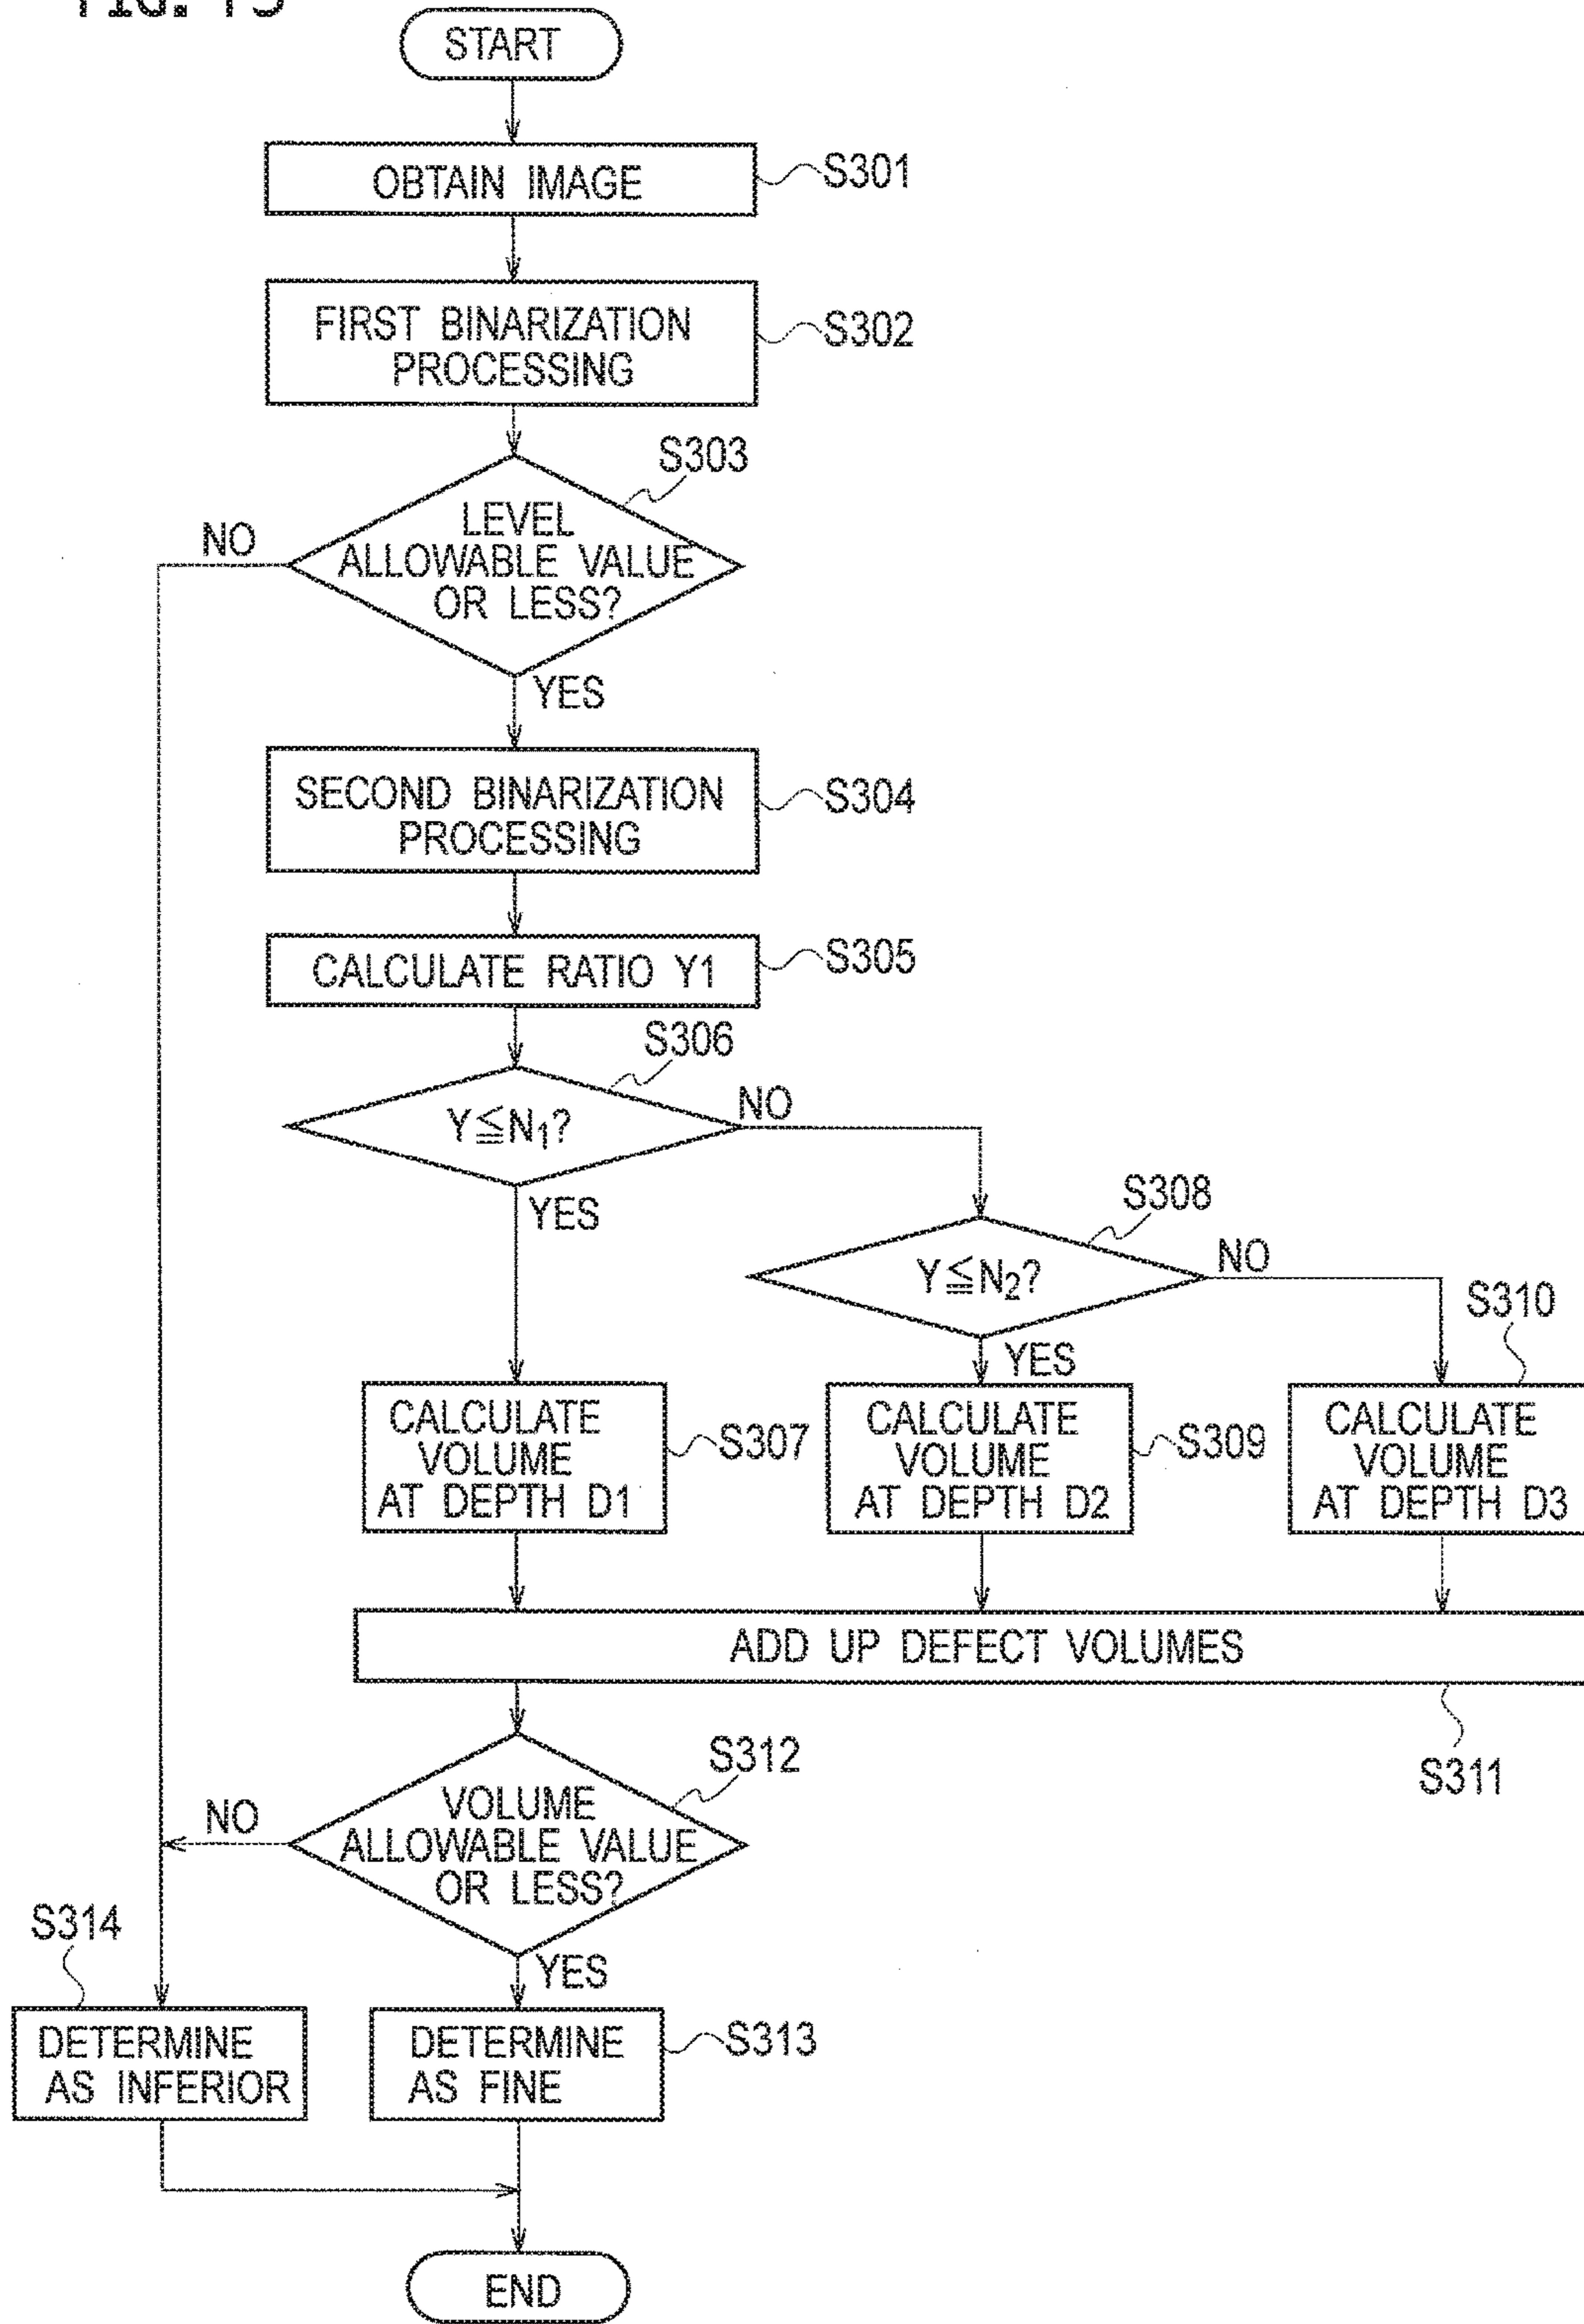 START
OBTAIN IMAGE
S301
FIRST BINARIZATION
PROCESSING
S302
S303
LEVEL
ALLOWABLE VALUE
OR LESS?
NO
YES
SECOND BINARIZATION
PROCESSING
S304
CALCULATE RATIO Y1
S305
S306
Y≦N1?
NO
YES
S308
Y≦N2?
NO
YES
S310
CALCULATE
VOLUME
AT DEPTH D1
S307
CALCULATE
VOLUME
AT DEPTH D2
S309
CALCULATE
VOLUME
AT DEPTH D3
ADD UP DEFECT VOLUMES
S311
S312
VOLUME
ALLOWABLE VALUE
OR LESS?
NO
YES
S314
DETERMINE
AS INFERIOR
DETERMINE
AS FINE
S313
END